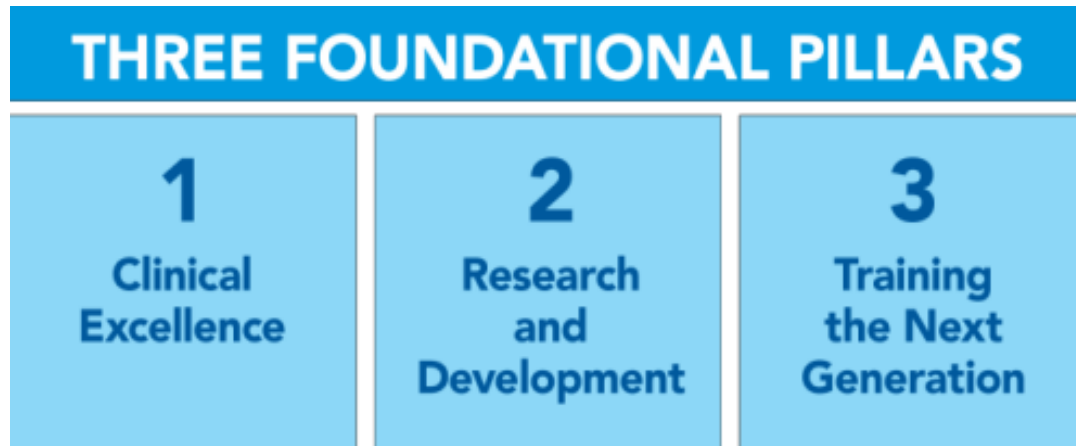 THREE FOUNDATIONAL PILLARS
1
Clinical
Excellence
2
Research
and
Development
3
Training
the Next
Generation